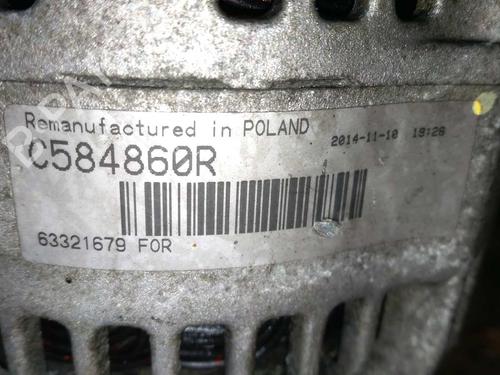 Remanufactured in POLAND
2014-11-10 19:26
C584860R
63321679 FOR